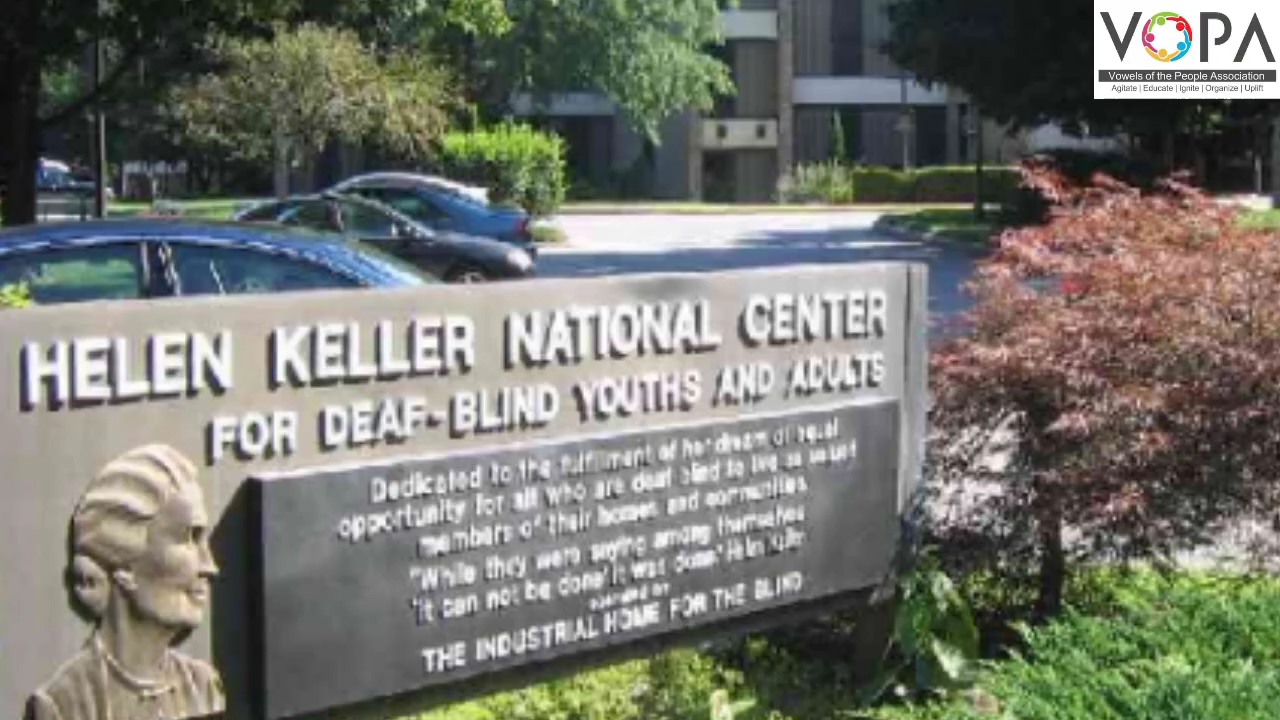 VOPA
Vowels of the People Association
Agitate | Educate | Ignite | Organize | Uplift
HELEN KELLER NATIONAL CENTER
FOR DEAF-BLIND YOUTHS AND ADULTS
Dedicated to the fulfillment of her dream of equal
opportunity for all who are deaf blind to live as valued
members of their homes and communities.
"While they were saying among themselves
'it can not be done' it was done." Helen Keller
THE INDUSTRIAL HOME FOR THE BLIND